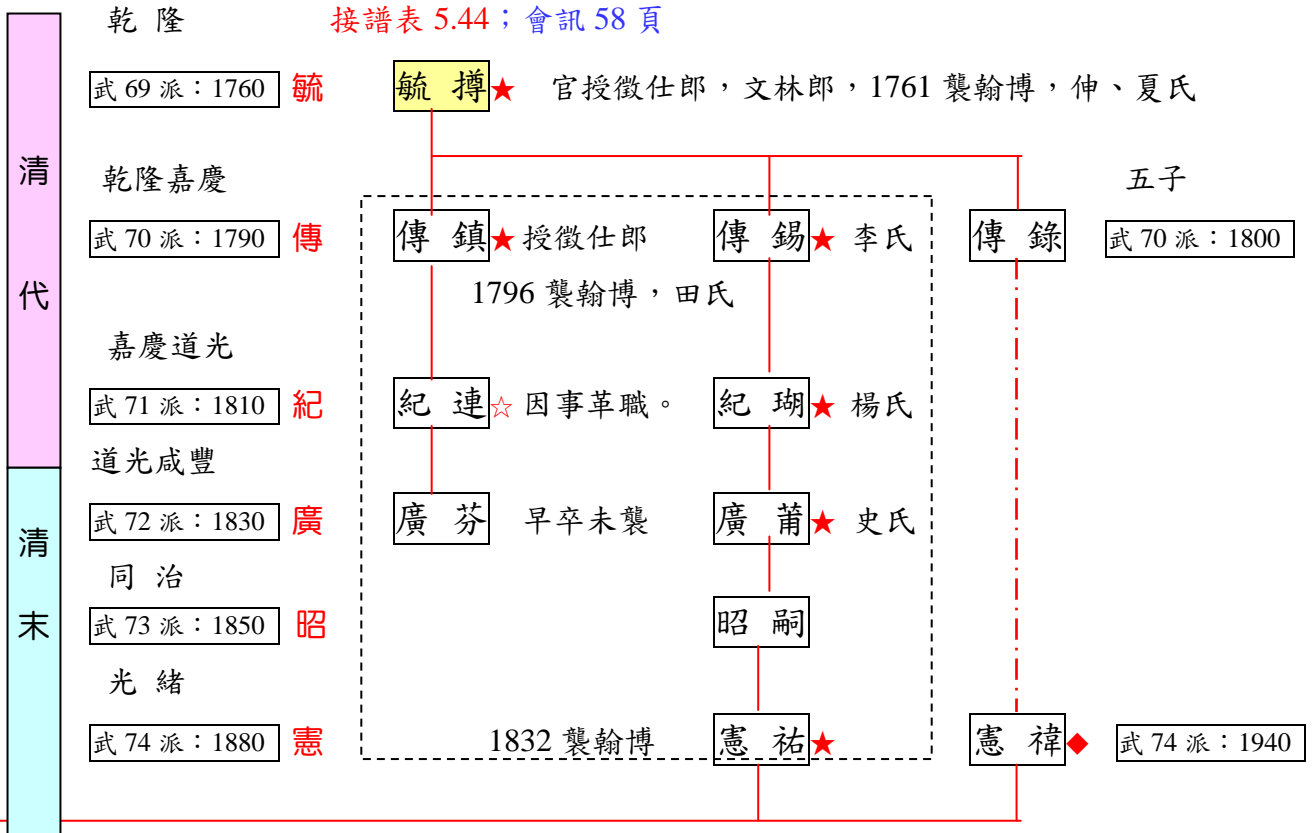 乾 隆 接譜表 5.44；會訊 58 頁
武 69 派：1760 毓 毓 摶★ 官授徵仕郎，文林郎，1761 襲翰博，伸、夏氏
清代
乾隆嘉慶 五子
武 70 派：1790 傳 傳 鎮★ 授徵仕郎 傳 錫★ 李氏 傳 錄 武 70 派：1800
1796 襲翰博，田氏
嘉慶道光
武 71 派：1810 紀 紀 連☆ 因事革職。 紀 瑚★ 楊氏
道光咸豐
清末
武 72 派：1830 廣 廣 芬 早卒未襲 廣 莆★ 史氏
同 治
武 73 派：1850 昭 昭 嗣
光 緒
武 74 派：1880 憲 1832 襲翰博 憲 祐★ 憲 禕◆ 武 74 派：1940